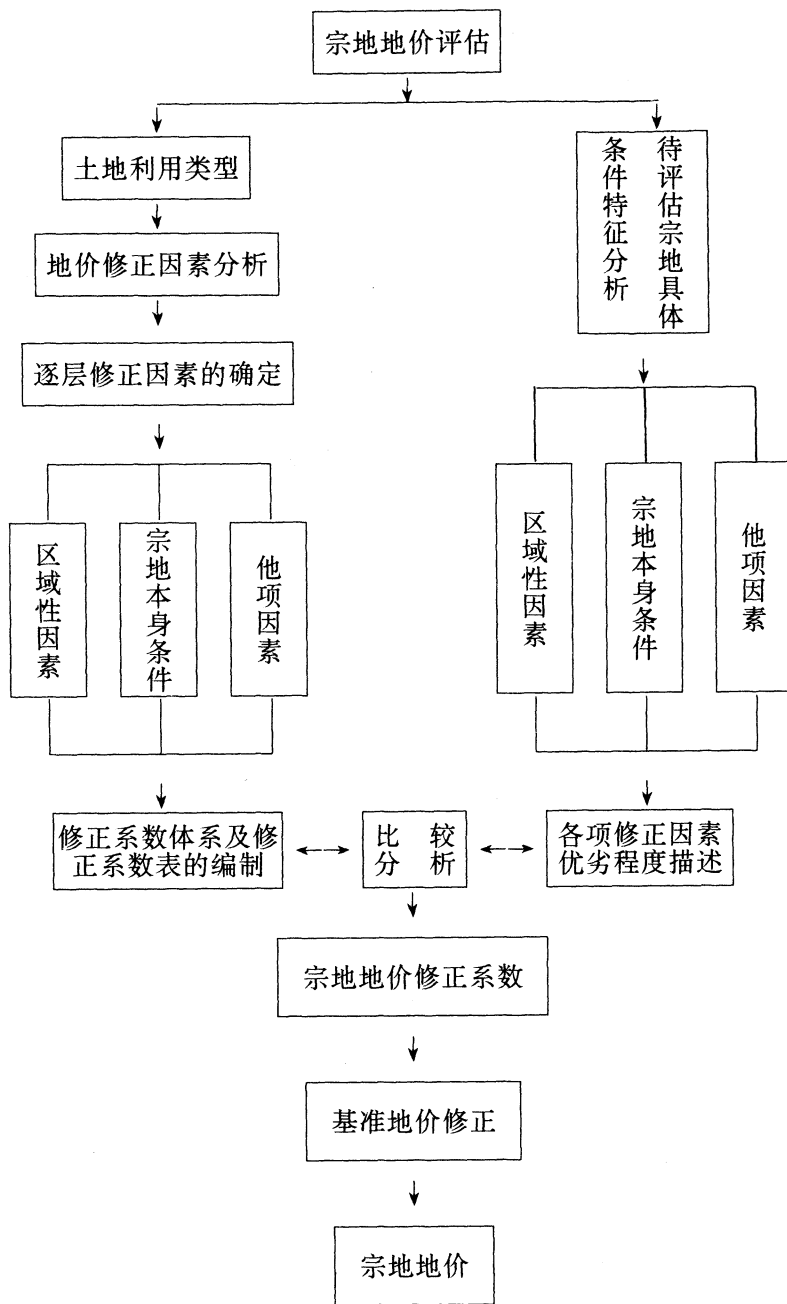 宗地地价评估
土地利用类型
地价修正因素分析
逐层修正因素的确定
区域性因素
宗地本身条件
他项因素
修正系数体系及修
正系数表的编制
待评估宗地具体
条件特征分析
区域性因素
宗地本身条件
他项因素
各项修正因素
优劣程度描述
比较
分析
宗地地价修正系数
基准地价修正
宗地地价